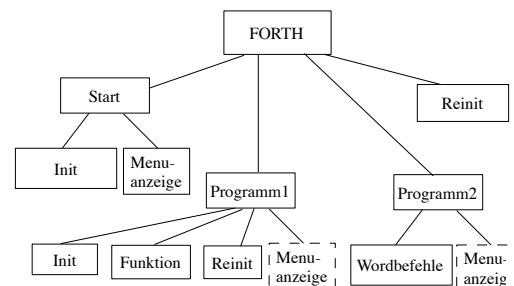 FORTH
Start
Reinit
Init
Menu-
anzeige
Programm1
Programm2
Init
Funktion
Reinit
Menu-
anzeige
Wordbefehle
Menu-
anzeig